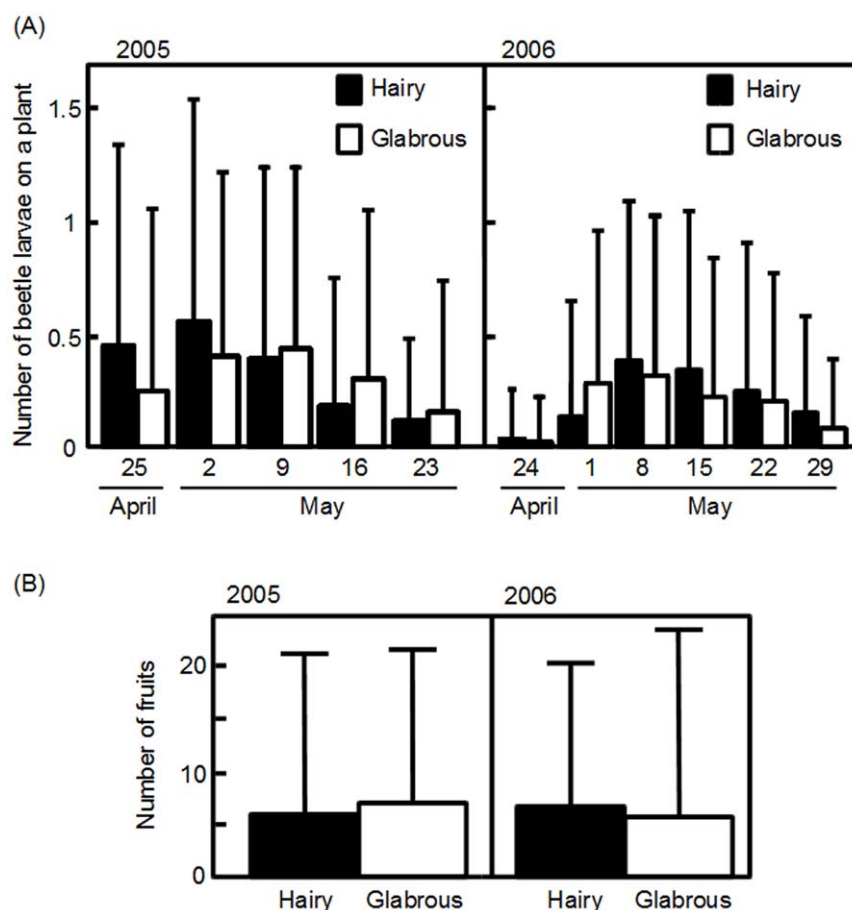 (A)
2005 2006
Number of beetle larvae on a plant
1.5
1
0.5
0
Hairy
Glabrous
Hairy
Glabrous
25 2 9 16 23 24 1 8 15 22 29
April May April May
(B)
2005 2006
Number of fruits
20
10
0
Hairy Glabrous Hairy Glabrous